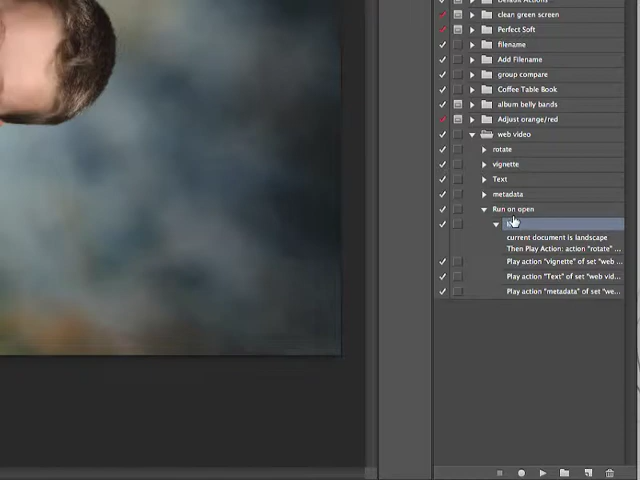 Default Actions
clean green screen
Perfect Soft
filename
Add Filename
group compare
Coffee Table Book
album belly bands
Adjust orange/red
web video
rotate
vignette
Text
metadata
Run on open
current document is landscape
Then Play Action: action "rotate" ...
Play action "vignette" of set "web ...
Play action "Text" of set "web vid...
Play action "metadata" of set "we...